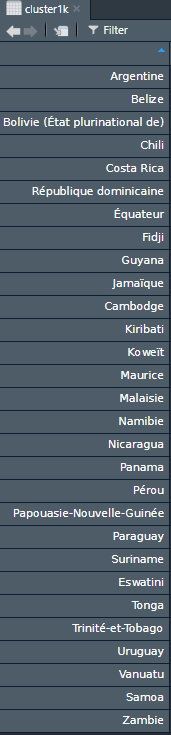 cluster1k
Filter
Argentine
Belize
Bolivie (État plurinational de)
Chili
Costa Rica
République dominicaine
Équateur
Fidji
Guyana
Jamaïque
Cambodge
Kiribati
Koweït
Maurice
Malaisie
Namibie
Nicaragua
Panama
Pérou
Papouasie-Nouvelle-Guinée
Paraguay
Suriname
Eswatini
Tonga
Trinité-et-Tobago
Uruguay
Vanuatu
Samoa
Zambie